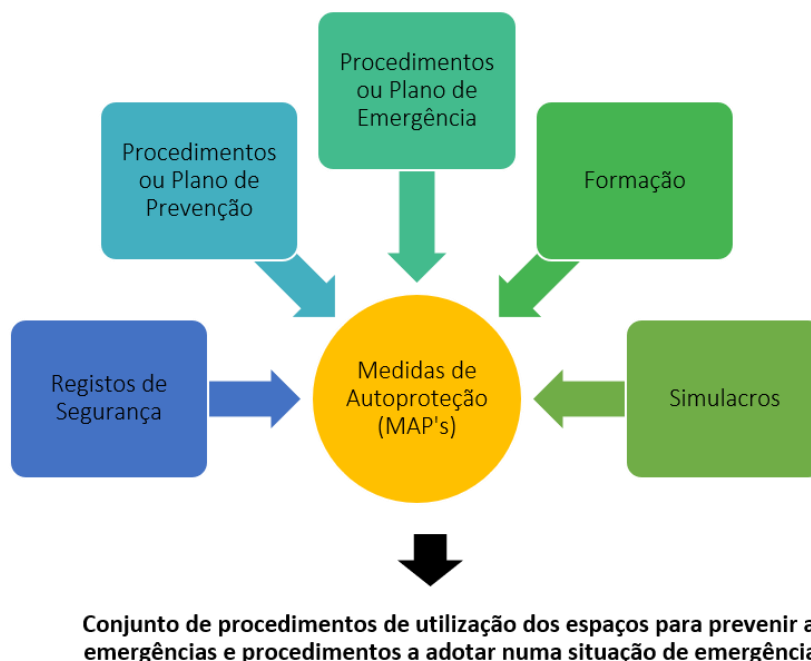 Procedimentos
ou Plano de
Emergência
Procedimentos
ou Plano de
Prevenção
Formação
Registos de
Segurança
Medidas de
Autoproteção
(MAP's)
Simulacros
Conjunto de procedimentos de utilização dos espaços para prevenir a
emergências e procedimentos a adotar numa situação de emergência